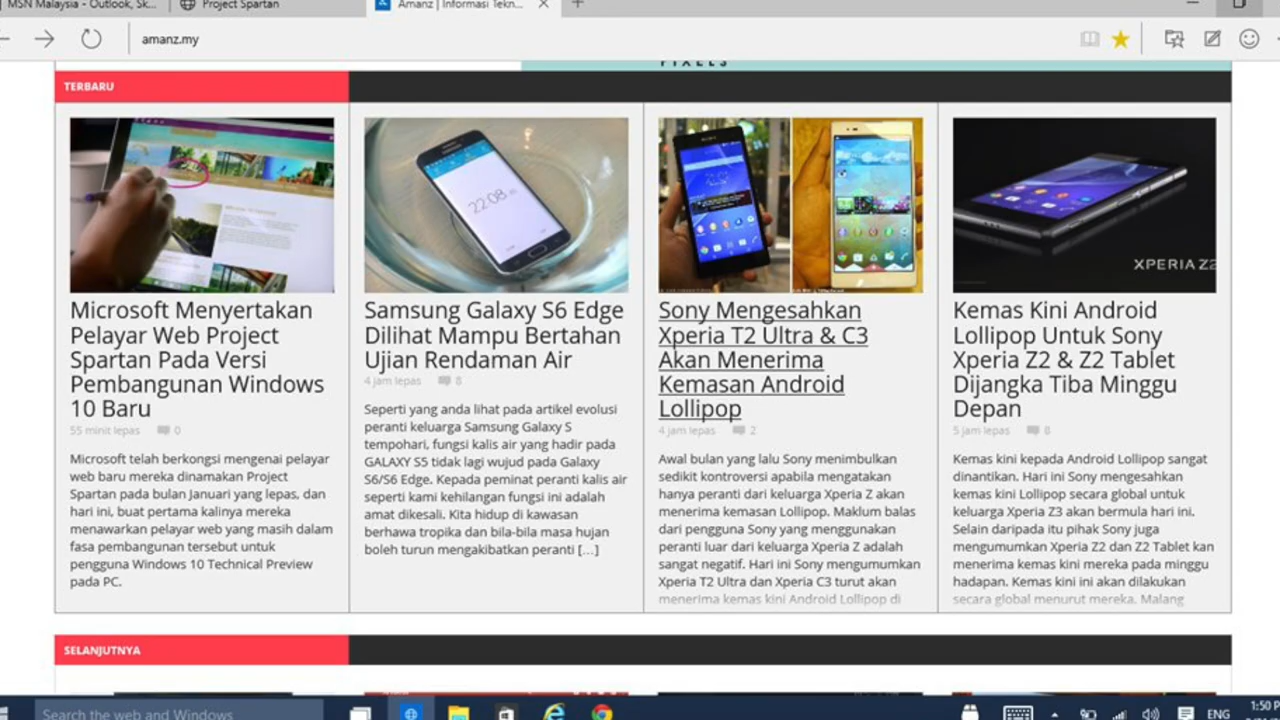 MSN Malaysia - Outlook, Sk...
Project Spartan
Amanz | Informasi Tekn...
amanz.my
PIXELS
TERBARU
22:08
XPERIA Z2
Microsoft Menyertakan
Pelayar Web Project
Spartan Pada Versi
Pembangunan Windows
10 Baru
55 minit lepas 0
Microsoft telah berkongsi mengenai pelayar
web baru mereka dinamakan Project
Spartan pada bulan Januari yang lepas, dan
hari ini, buat pertama kalinya mereka
menawarkan pelayar web yang masih dalam
fasa pembangunan tersebut untuk
pengguna Windows 10 Technical Preview
pada PC.
Samsung Galaxy S6 Edge
Dilihat Mampu Bertahan
Ujian Rendaman Air
4 jam lepas 8
Seperti yang anda lihat pada artikel evolusi
peranti keluarga Samsung Galaxy S
tempohari, fungsi kalis air yang hadir pada
GALAXY S5 tidak lagi wujud pada Galaxy
S6/S6 Edge. Kepada peminat peranti kalis air
seperti kami kehilangan fungsi ini adalah
amat dikesali. Kita hidup di kawasan
berhawa tropika dan bila-bila masa hujan
boleh turun mengakibatkan peranti [...]
Sony Mengesahkan
Xperia T2 Ultra & C3
Akan Menerima
Kemasan Android
Lollipop
4 jam lepas 2
Awal bulan yang lalu Sony menimbulkan
sedikit kontroversi apabila mengatakan
hanya peranti dari keluarga Xperia Z akan
menerima kemasan Lollipop. Maklum balas
dari pengguna Sony yang menggunakan
peranti luar dari keluarga Xperia Z adalah
sangat negatif. Hari ini Sony mengumumkan
Xperia T2 Ultra dan Xperia C3 turut akan
menerima kemas kini Android Lollipop di
Kemas Kini Android
Lollipop Untuk Sony
Xperia Z2 & Z2 Tablet
Dijangka Tiba Minggu
Depan
5 jam lepas 8
Kemas kini kepada Android Lollipop sangat
dinantikan. Hari ini Sony mengesahkan
kemas kini Lollipop secara global untuk
keluarga Xperia Z3 akan bermula hari ini.
Selain daripada itu pihak Sony juga
mengumumkan Xperia Z2 dan Z2 Tablet kan
menerima kemas kini mereka pada minggu
hadapan. Kemas kini ini akan dilakukan
secara global menurut mereka. Malang
SELANJUTNYA
Search the web and Windows
ENG
1:50 P